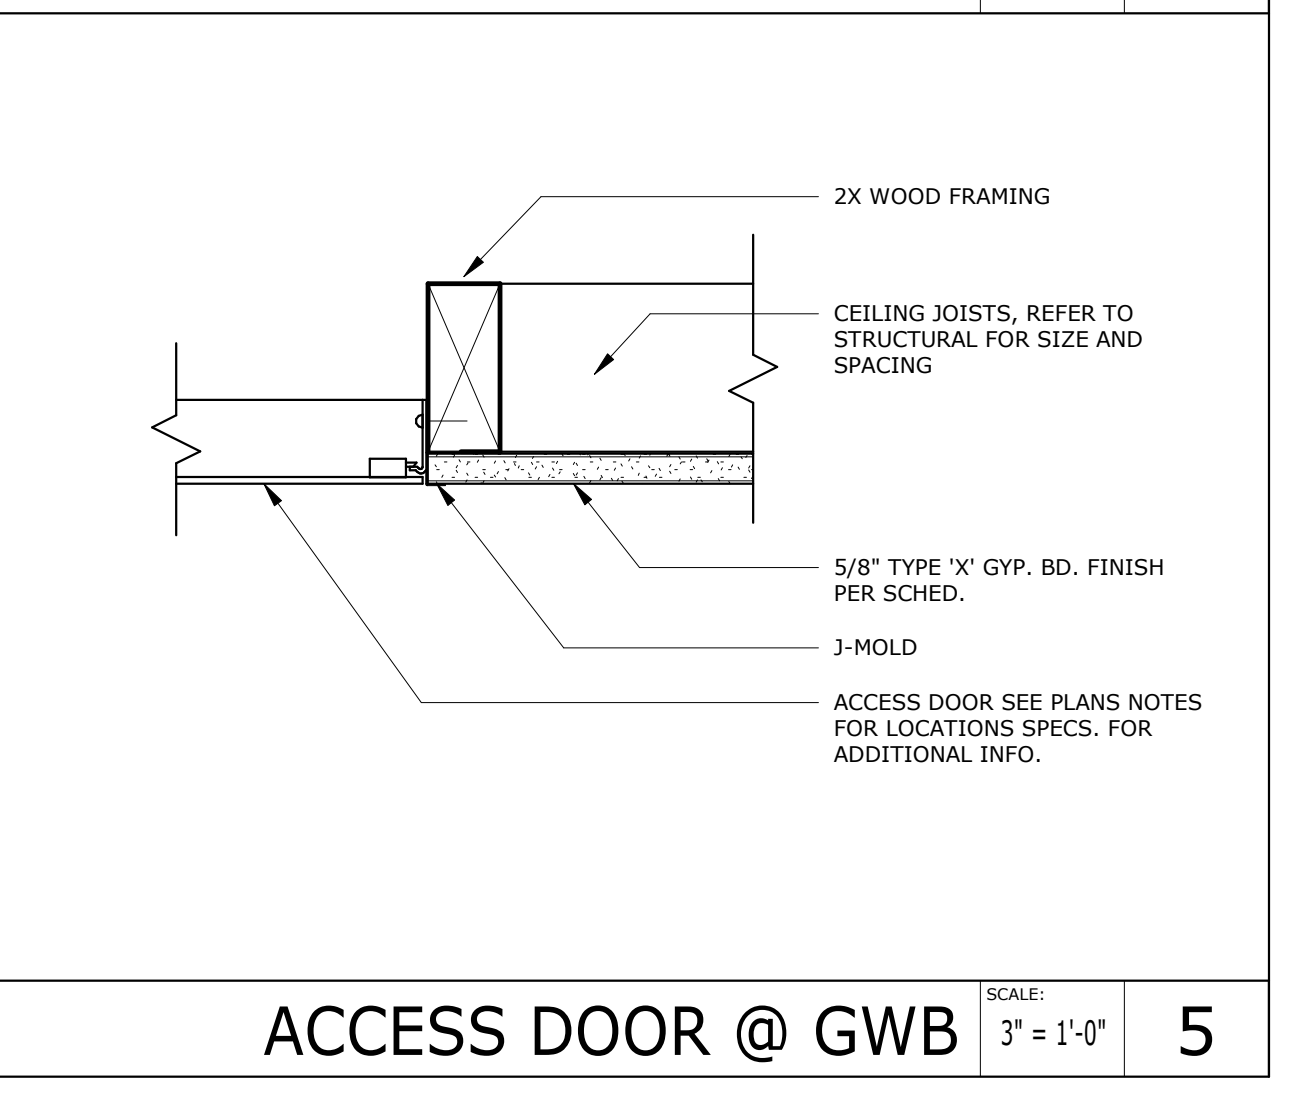 2X WOOD FRAMING
CEILING JOISTS, REFER TO
STRUCTURAL FOR SIZE AND
SPACING
5/8" TYPE 'X' GYP. BD. FINISH
PER SCHED.
J-MOLD
ACCESS DOOR SEE PLANS NOTES
FOR LOCATIONS SPECS. FOR
ADDITIONAL INFO.
ACCESS DOOR @ GWB
SCALE:
3" = 1'-0"
5